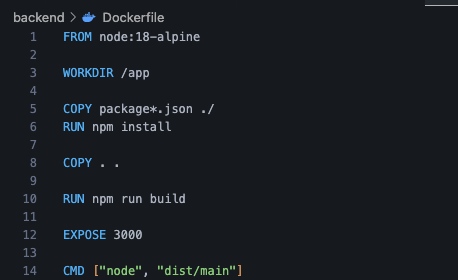 backend > Dockerfile
1 FROM node:18-alpine
2
3 WORKDIR /app
4
5 COPY package*.json ./
6 RUN npm install
7
8 COPY . .
9
10 RUN npm run build
11
12 EXPOSE 3000
13
14 CMD ["node", "dist/main"]